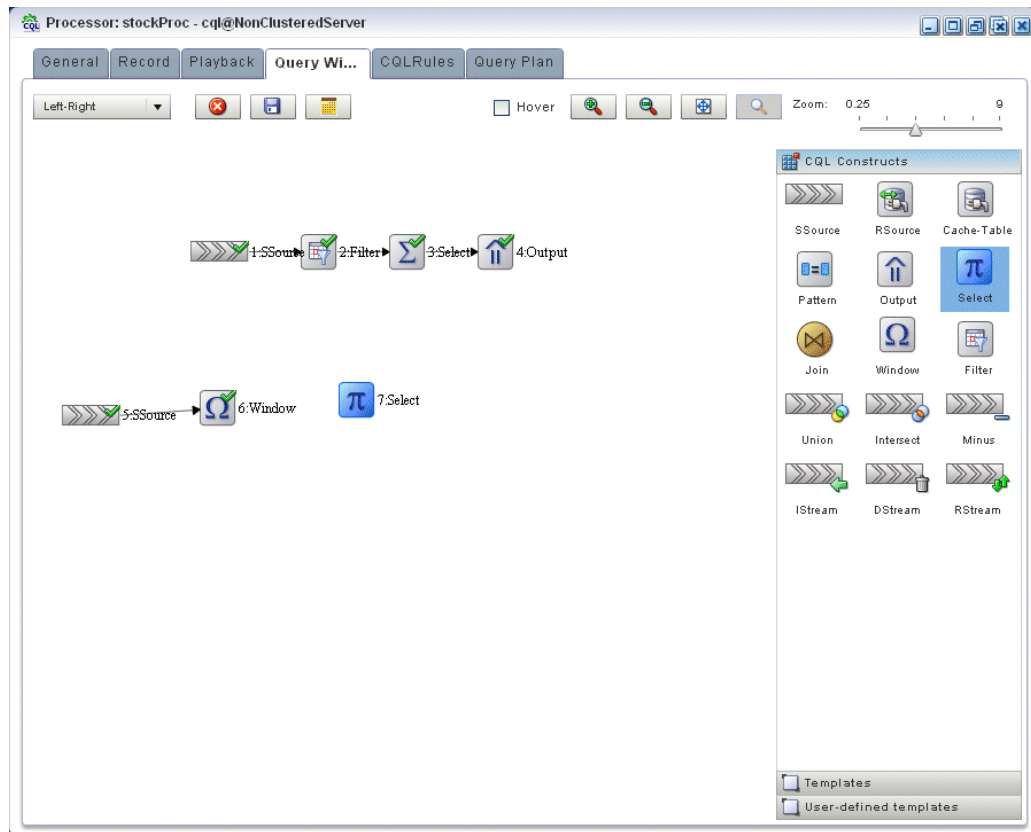 CQL Processor: stockProc - cql@NonClusteredServer
General Record Playback Query Wi... CQLRules Query Plan
Left-Right Hover Zoom: 0.25 9
CQL Constructs
SSource RSource Cache-Table
Pattern Output Select
Join Window Filter
Union Intersect Minus
IStream DStream RStream
1:SSource 2:Filter 3:Select 4:Output
5:SSource 6:Window 7:Select
Templates
User-defined templates